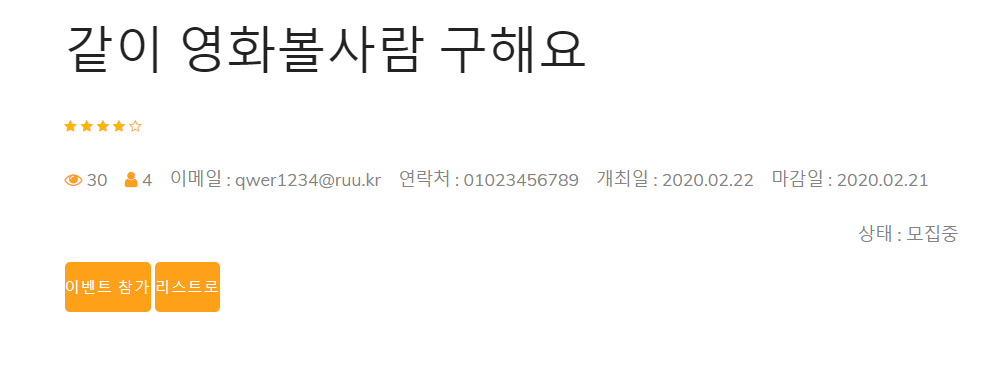 같이 영화볼사람 구해요
30 4 이메일 : qwer1234@ruu.kr 연락처 : 01023456789 개최일 : 2020.02.22 마감일 : 2020.02.21
상태 : 모집중
이벤트 참가 리스트로